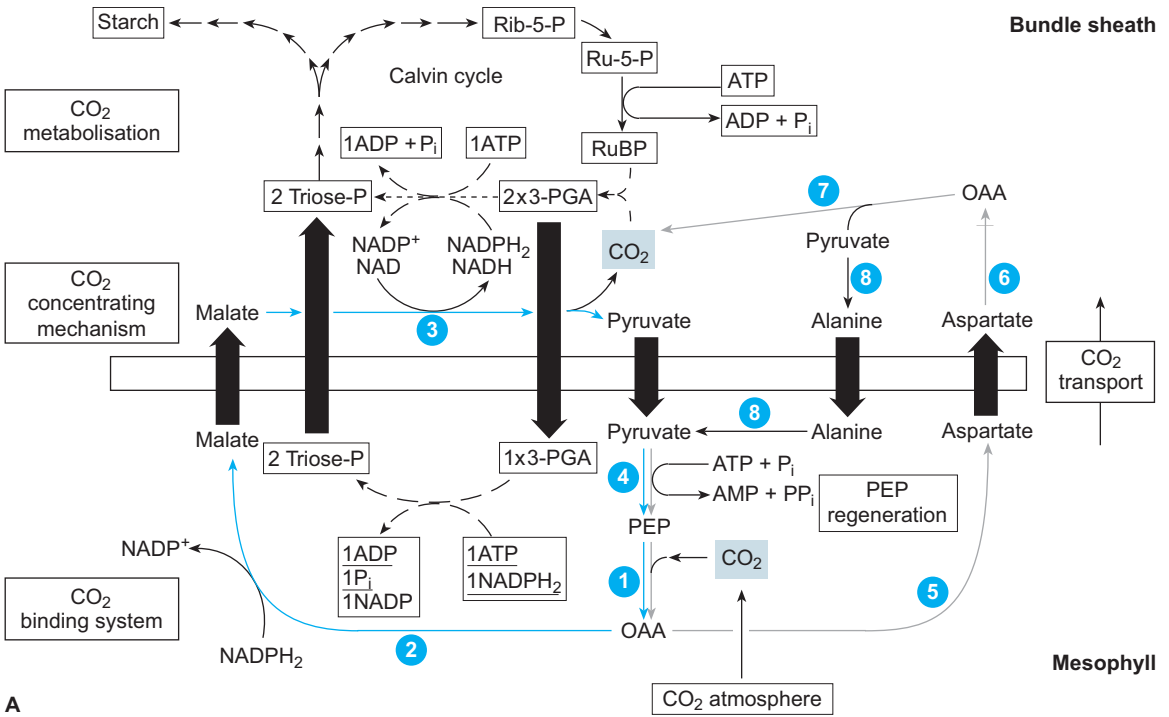 Starch
Rib-5-P
Bundle sheath
Ru-5-P
Calvin cycle
ATP
CO₂
metabolisation
ADP + Pᵢ
1ADP + Pᵢ
1ATP
RuBP
2 Triose-P
2x3-PGA
7
OAA
NADP⁺
NAD
NADPH₂
NADH
CO₂
Pyruvate
8
6
CO₂
concentrating
mechanism
Malate
3
Pyruvate
Alanine
Aspartate
CO₂
transport
Malate
2 Triose-P
1x3-PGA
Pyruvate
8
Alanine
Aspartate
4
ATP + Pᵢ
AMP + PPᵢ
PEP
regeneration
PEP
NADP⁺
1ADP
1Pᵢ
1NADP
1ATP
1NADPH₂
1
CO₂
5
CO₂
binding system
OAA
2
NADPH₂
Mesophyll
CO₂ atmosphere
A